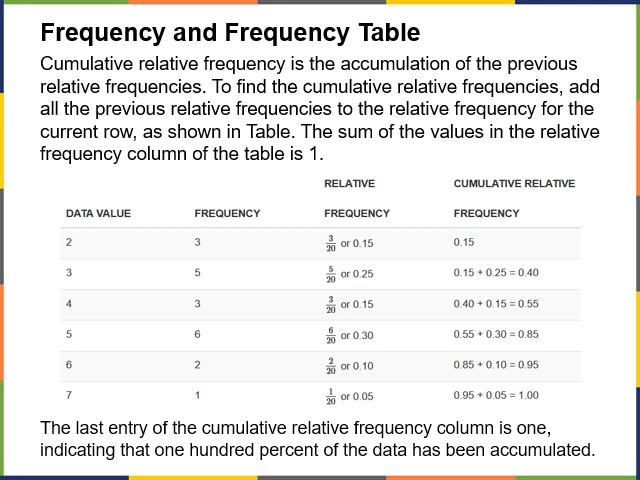 Frequency and Frequency Table
Cumulative relative frequency is the accumulation of the previous
relative frequencies. To find the cumulative relative frequencies, add
all the previous relative frequencies to the relative frequency for the
current row, as shown in Table. The sum of the values in the relative
frequency column of the table is 1.
RELATIVE CUMULATIVE RELATIVE
DATA VALUE FREQUENCY FREQUENCY FREQUENCY
2 3 3/20 or 0.15 0.15
3 5 5/20 or 0.25 0.15 + 0.25 = 0.40
4 3 3/20 or 0.15 0.40 + 0.15 = 0.55
5 6 6/20 or 0.30 0.55 + 0.30 = 0.85
6 2 2/20 or 0.10 0.85 + 0.10 = 0.95
7 1 1/20 or 0.05 0.95 + 0.05 = 1.00
The last entry of the cumulative relative frequency column is one,
indicating that one hundred percent of the data has been accumulated.